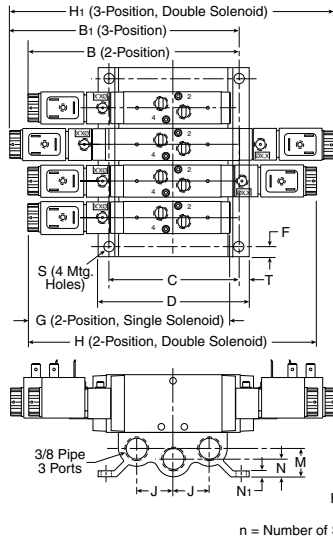 H1 (3-Position, Double Solenoid)
B1 (3-Position)
B (2-Position)
2
4
2
4
2
4
2
4
F
S (4 Mtg.
Holes)
C
T
D
G (2-Position, Single Solenoid)
H (2-Position, Double Solenoid)
3/8 Pipe
3 Ports
M
N
J
J
N1
n = Number of